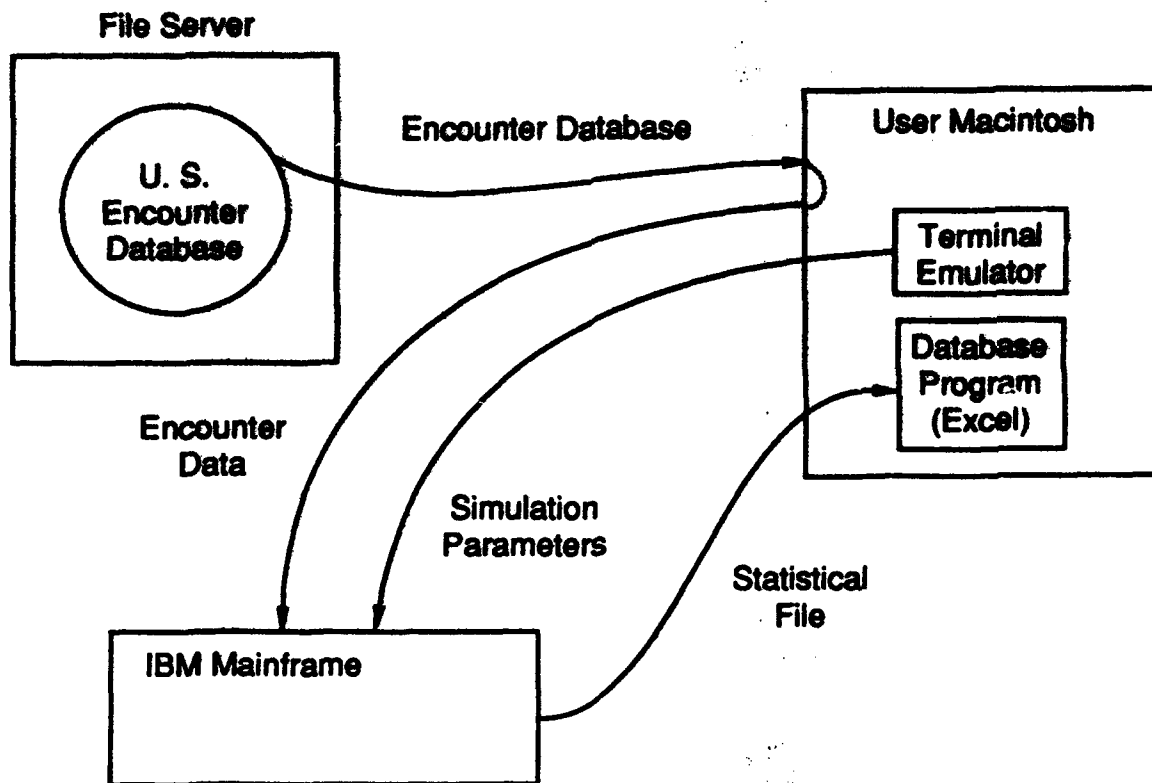 File Server
U. S.
Encounter
Database
Encounter Database
User Macintosh
Terminal
Emulator
Database
Program
(Excel)
Encounter
Data
Simulation
Parameters
Statistical
File
IBM Mainframe